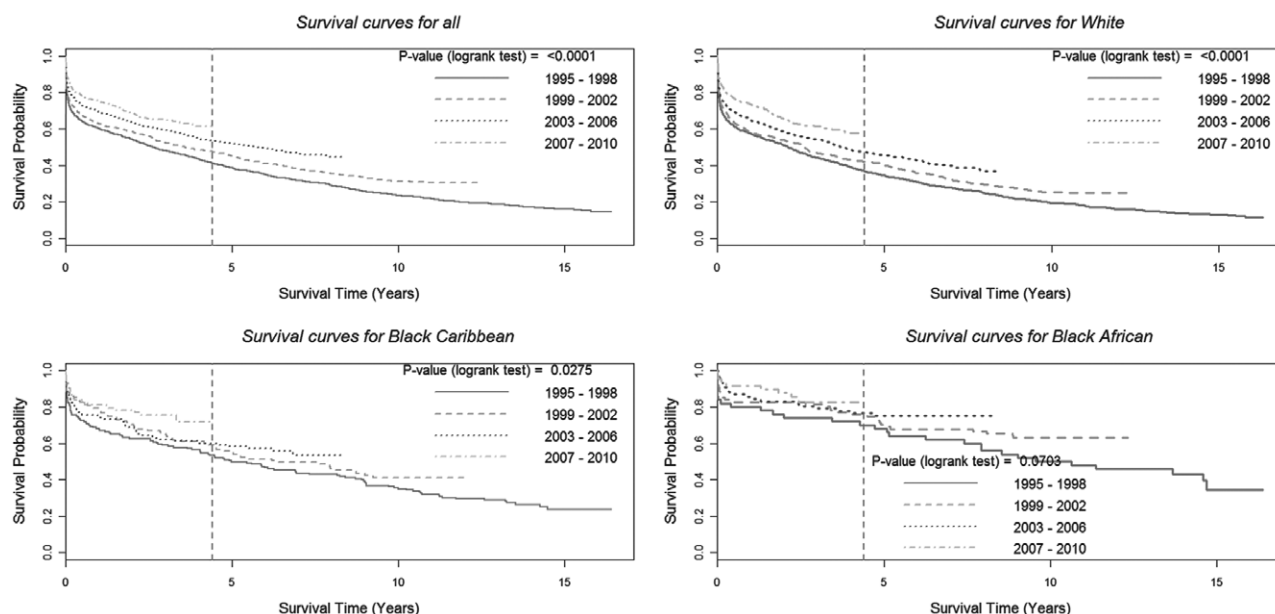 Survival curves for all
P-value (logrank test) = <0.0001
1995 - 1998
1999 - 2002
2003 - 2006
2007 - 2010
Survival Probability
0.0 0.2 0.4 0.6 0.8 1.0
0 5 10 15
Survival Time (Years)
Survival curves for White
P-value (logrank test) = <0.0001
1995 - 1998
1999 - 2002
2003 - 2006
2007 - 2010
Survival Probability
0.0 0.2 0.4 0.6 0.8 1.0
0 5 10 15
Survival Time (Years)
Survival curves for Black Caribbean
P-value (logrank test) = 0.0275
1995 - 1998
1999 - 2002
2003 - 2006
2007 - 2010
Survival Probability
0.0 0.2 0.4 0.6 0.8 1.0
0 5 10 15
Survival Time (Years)
Survival curves for Black African
P-value (logrank test) = 0.0703
1995 - 1998
1999 - 2002
2003 - 2006
2007 - 2010
Survival Probability
0.0 0.2 0.4 0.6 0.8 1.0
0 5 10 15
Survival Time (Years)